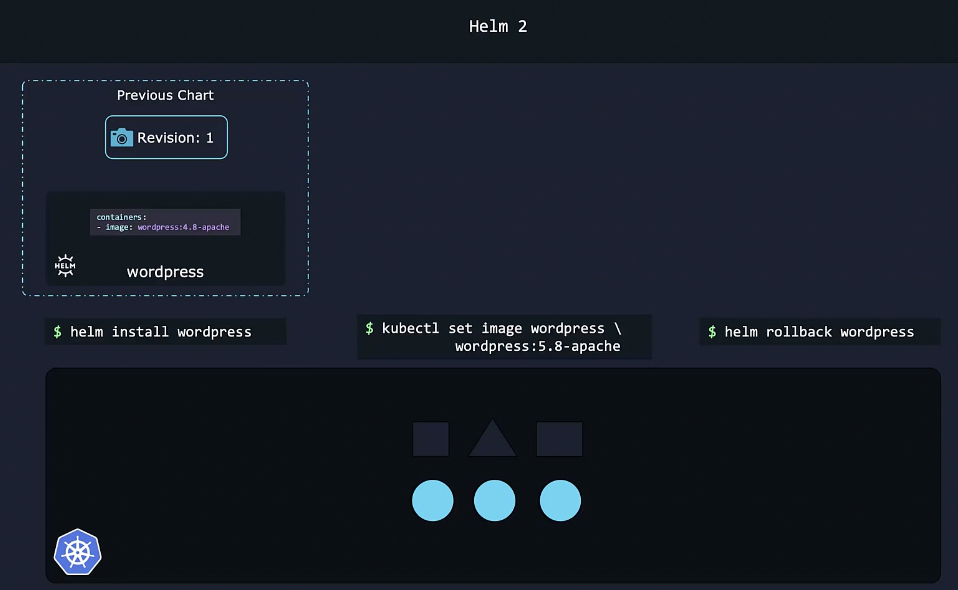 Helm 2
Previous Chart
Revision: 1
containers:
- image: wordpress:4.8-apache
HELM
wordpress
$ helm install wordpress
$ kubectl set image wordpress \
wordpress:5.8-apache
$ helm rollback wordpress